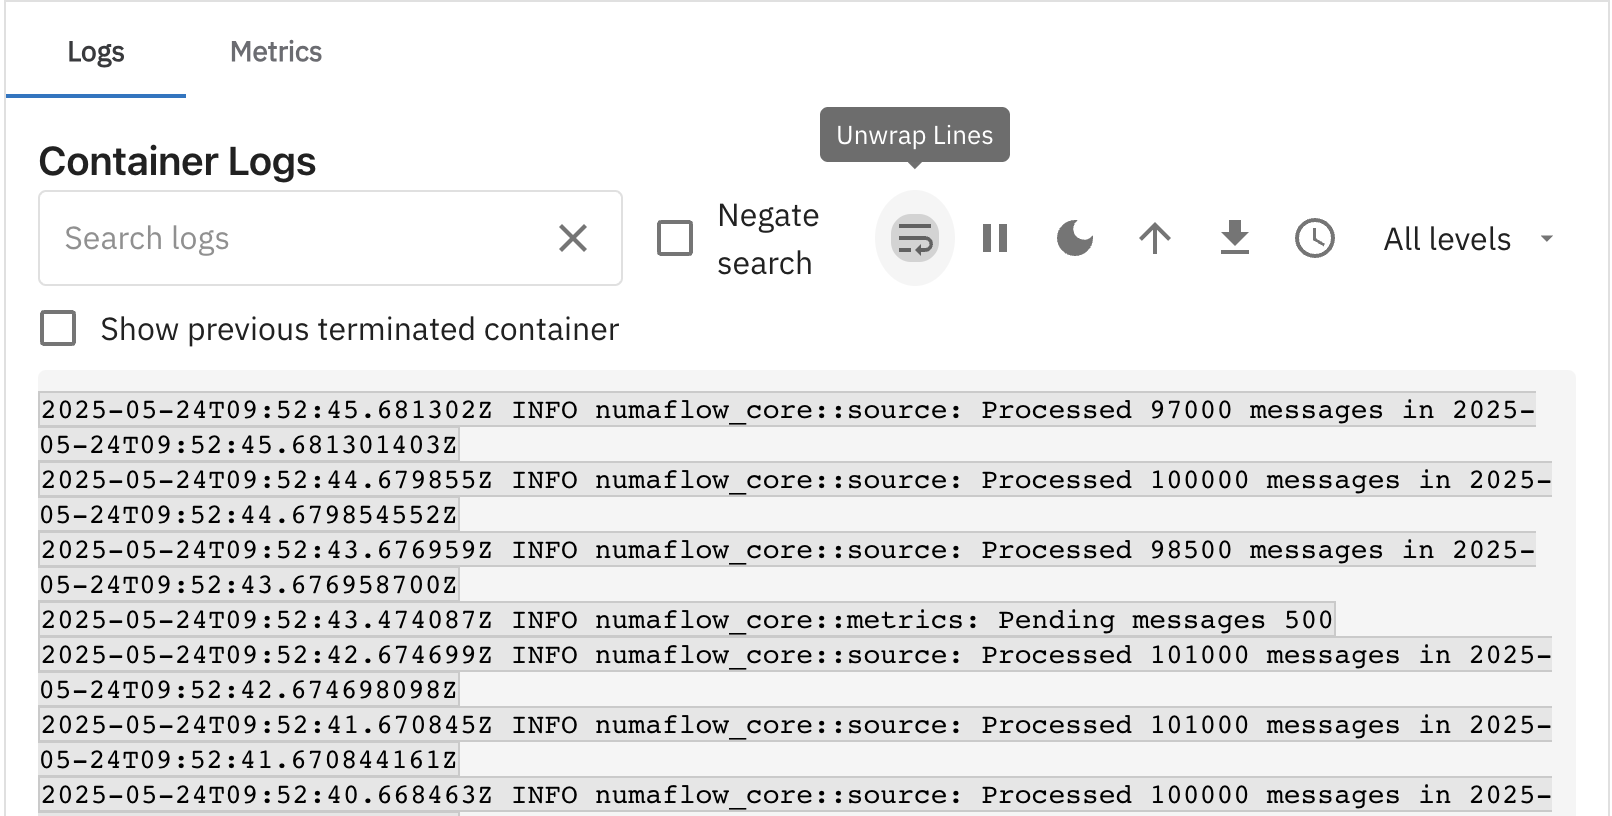 Logs
Metrics
Unwrap Lines
Container Logs
Search logs
Negate
search
All levels
Show previous terminated container
2025-05-24T09:52:45.681302Z INFO numaflow_core::source: Processed 97000 messages in 2025-
05-24T09:52:45.681301403Z
2025-05-24T09:52:44.679855Z INFO numaflow_core::source: Processed 100000 messages in 2025-
05-24T09:52:44.679854552Z
2025-05-24T09:52:43.676959Z INFO numaflow_core::source: Processed 98500 messages in 2025-
05-24T09:52:43.676958700Z
2025-05-24T09:52:43.474087Z INFO numaflow_core::metrics: Pending messages 500
2025-05-24T09:52:42.674699Z INFO numaflow_core::source: Processed 101000 messages in 2025-
05-24T09:52:42.674698098Z
2025-05-24T09:52:41.670845Z INFO numaflow_core::source: Processed 101000 messages in 2025-
05-24T09:52:41.670844161Z
2025-05-24T09:52:40.668463Z INFO numaflow_core::source: Processed 100000 messages in 2025-